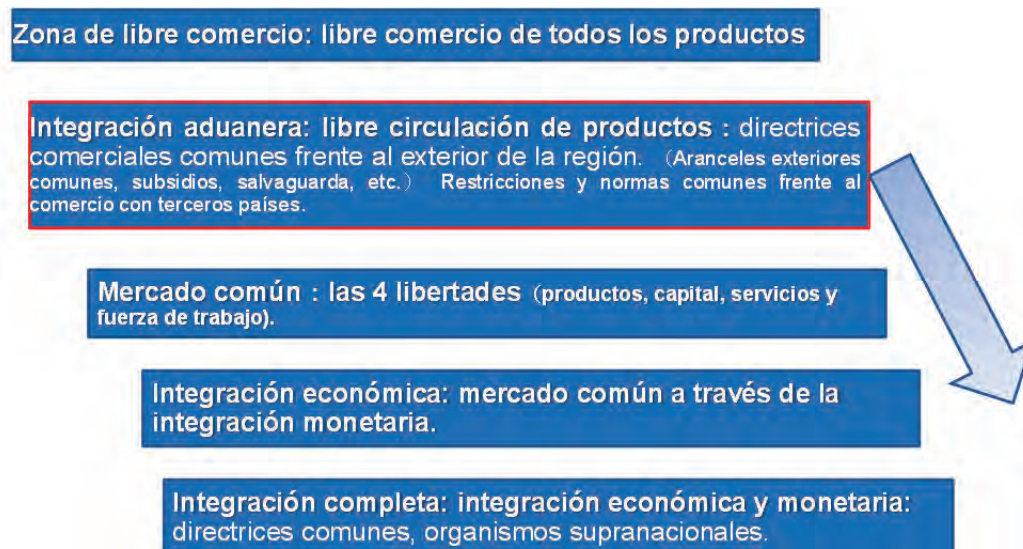 Zona de libre comercio: libre comercio de todos los productos
Integración aduanera: libre circulación de productos : directrices
comerciales comunes frente al exterior de la región. (Aranceles exteriores
comunes, subsidios, salvaguarda, etc.) Restricciones y normas comunes frente al
comercio con terceros países.
Mercado común : las 4 libertades (productos, capital, servicios y
fuerza de trabajo).
Integración económica: mercado común a través de la
integración monetaria.
Integración completa: integración económica y monetaria:
directrices comunes, organismos supranacionales.